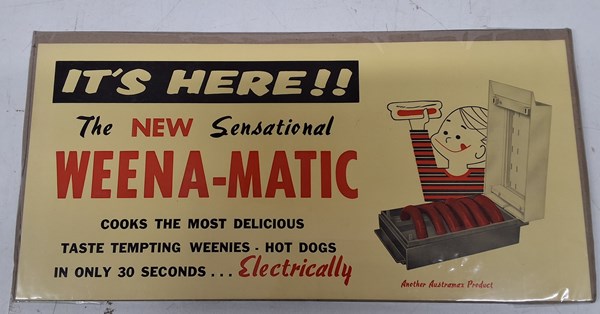 IT'S HERE!!
The NEW Sensational
WEENA-MATIC
COOKS THE MOST DELICIOUS
TASTE TEMPTING WEENIES - HOT DOGS
IN ONLY 30 SECONDS . . . Electrically
Another Austramax Product